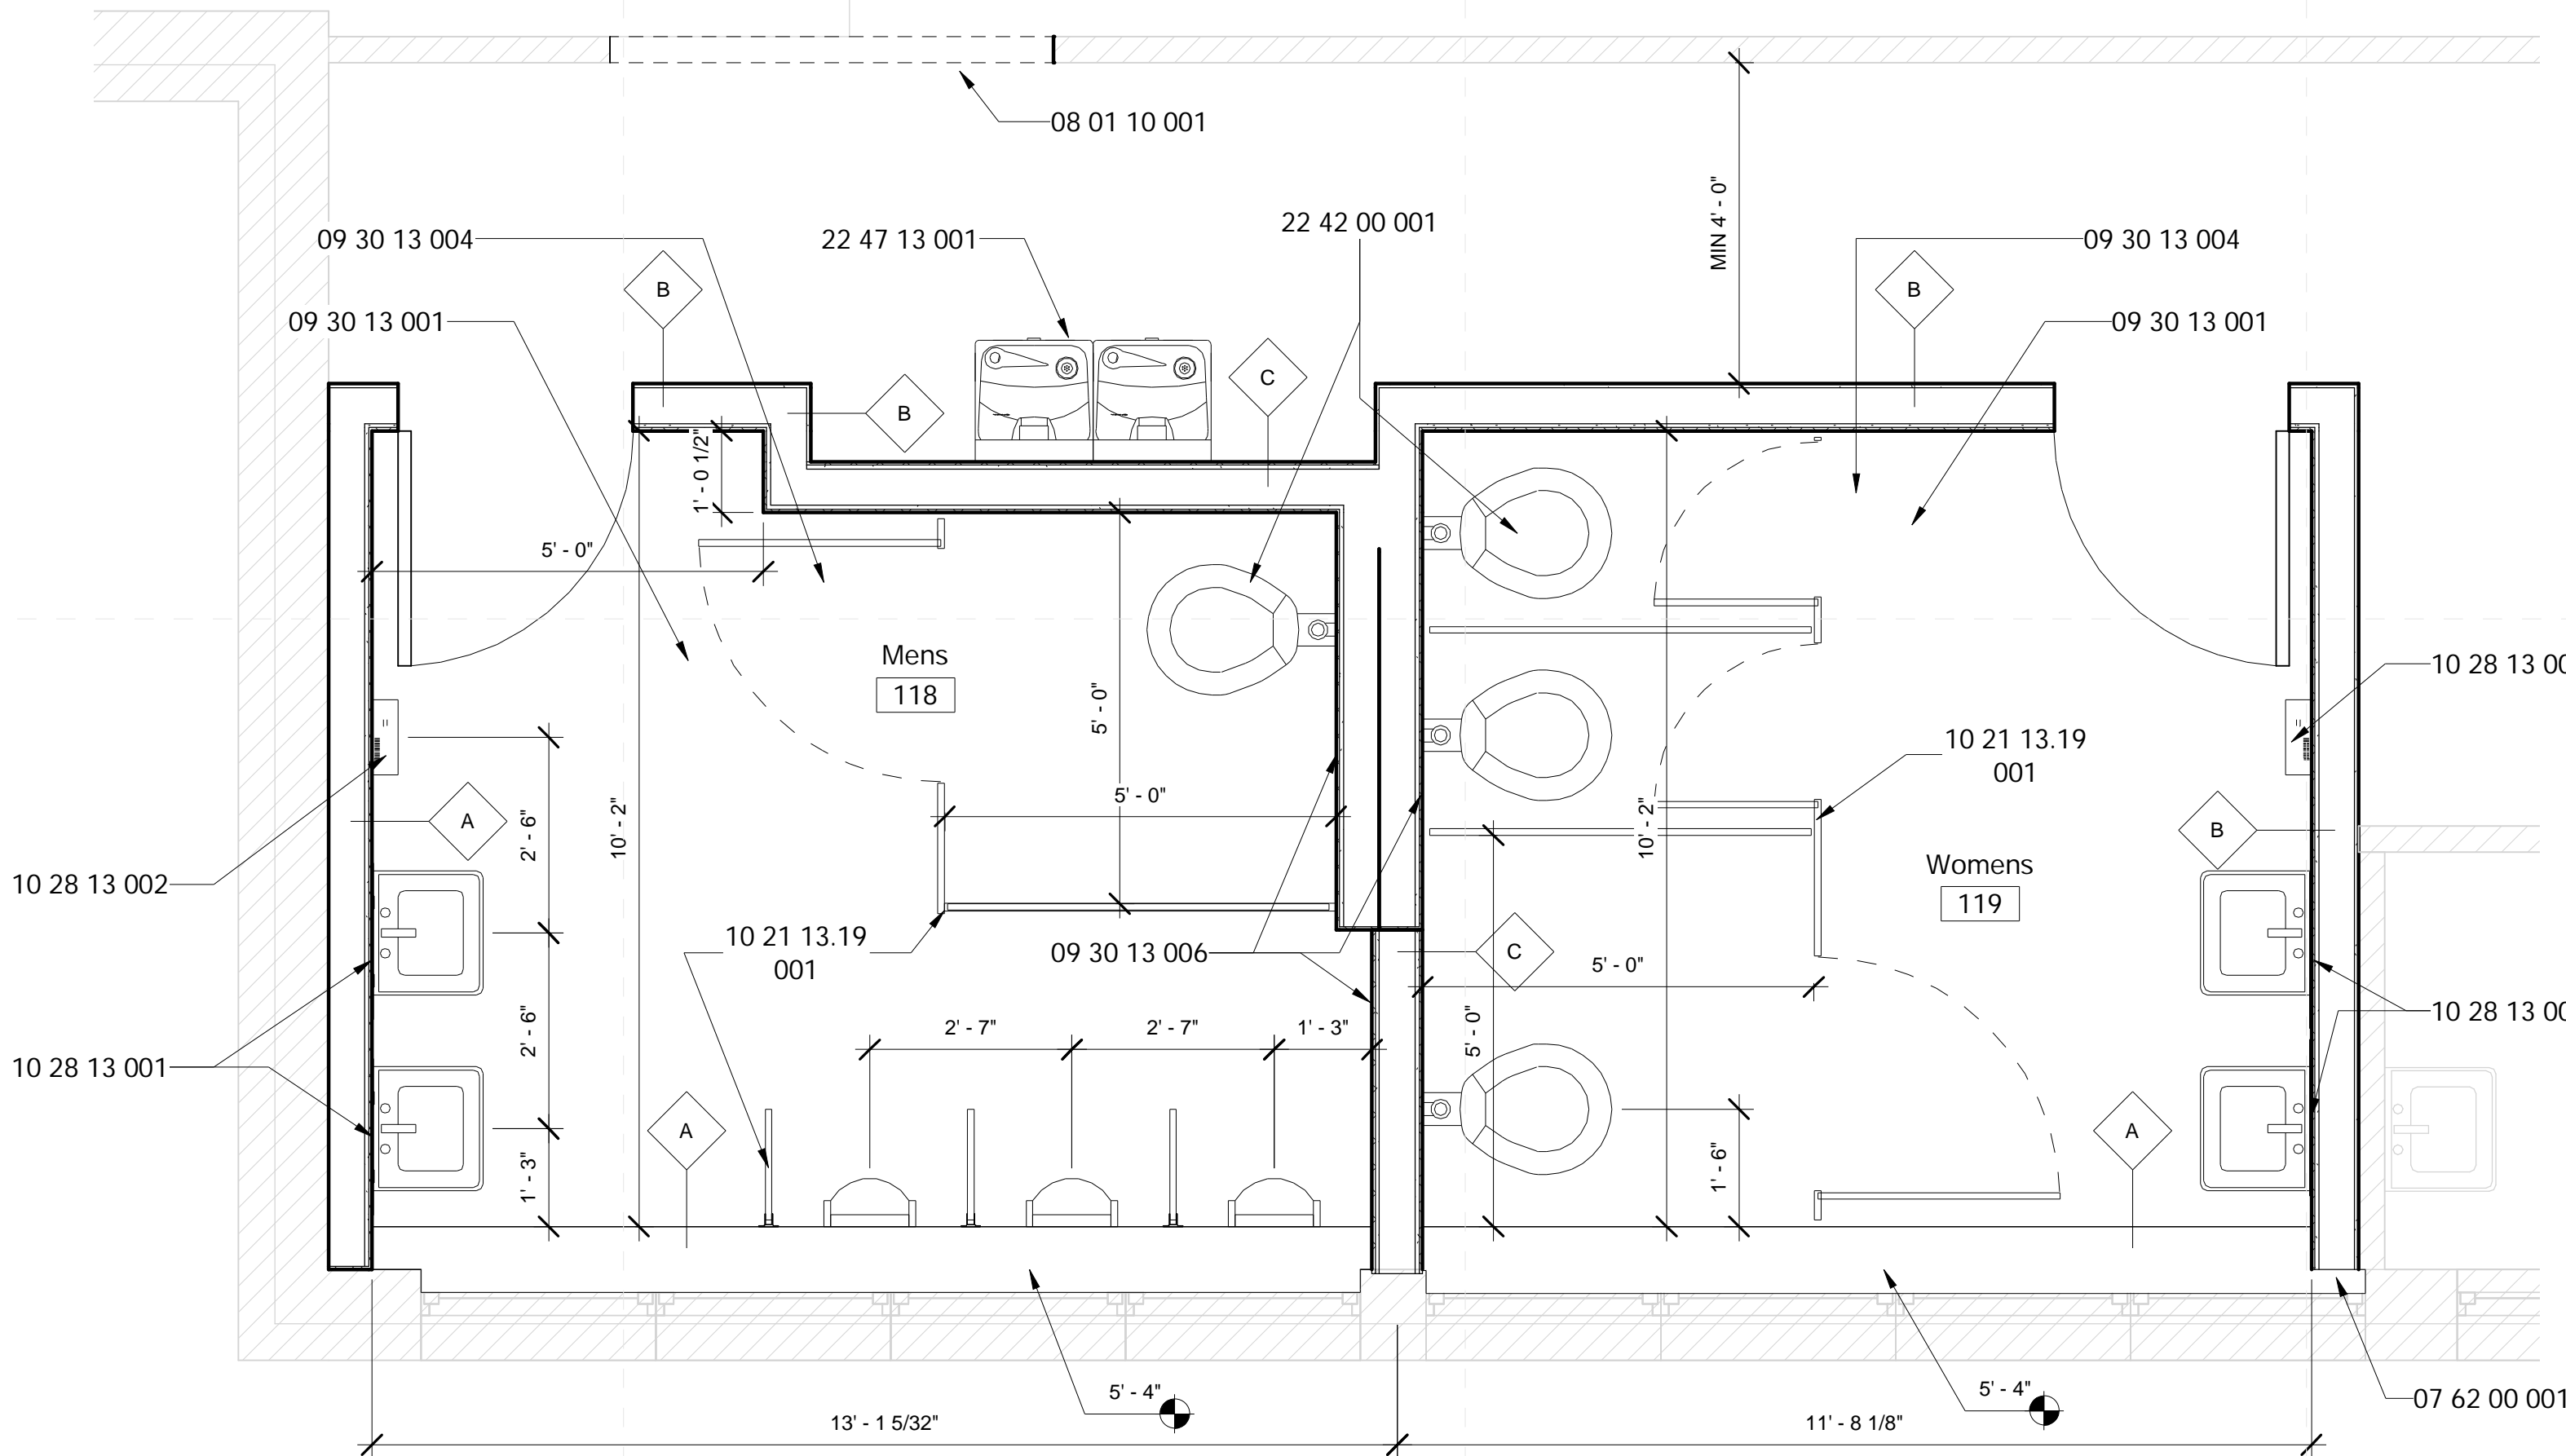 08 01 10 001
MIN 4' - 0"
22 42 00 001
09 30 13 004
22 47 13 001
09 30 13 004
B
B
09 30 13 001
09 30 13 001
C
B
1' - 0 1/2"
5' - 0"
Mens
118
5' - 0"
10 28 13 00
10 21 13.19
001
5' - 0"
A
2' - 6"
10' - 2"
10' - 2"
B
Womens
119
10 28 13 002
10 21 13.19
001
09 30 13 006
C
5' - 0"
2' - 6"
2' - 7"
2' - 7"
1' - 3"
5' - 0"
10 28 13 00
10 28 13 001
A
A
1' - 3"
1' - 6"
5' - 4"
5' - 4"
07 62 00 001
13' - 1 5/32"
11' - 8 1/8"